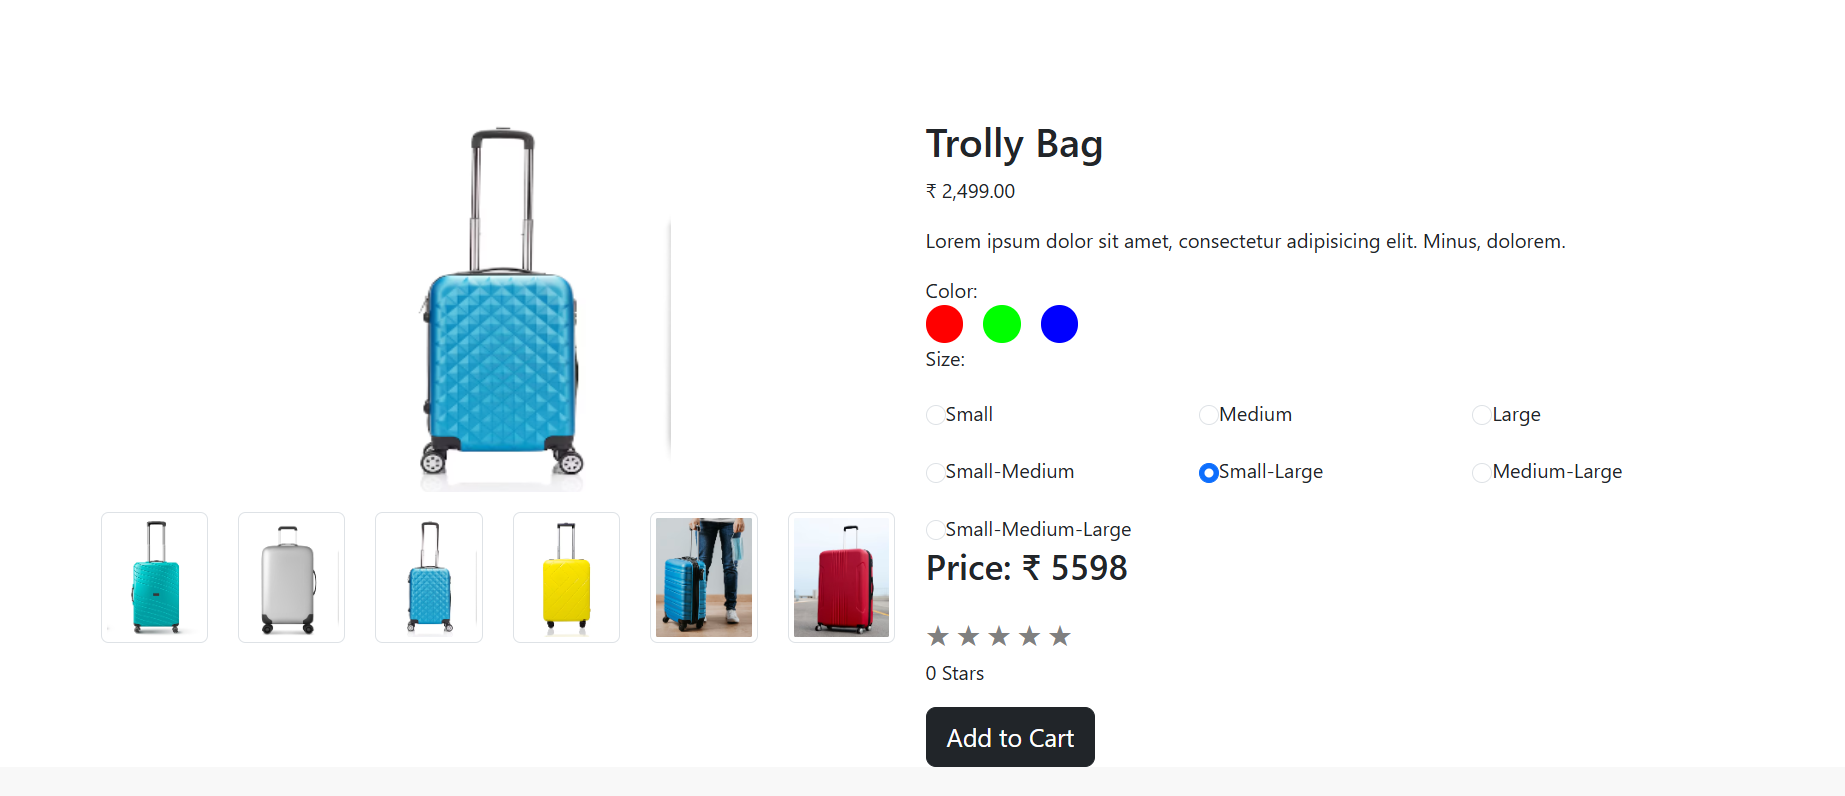 Trolly Bag
₹ 2,499.00
Lorem ipsum dolor sit amet, consectetur adipisicing elit. Minus, dolorem.
Color:
Size:
Small Medium Large
Small-Medium Small-Large Medium-Large
Small-Medium-Large
Price: ₹ 5598
★ ★ ★ ★ ★
0 Stars
Add to Cart